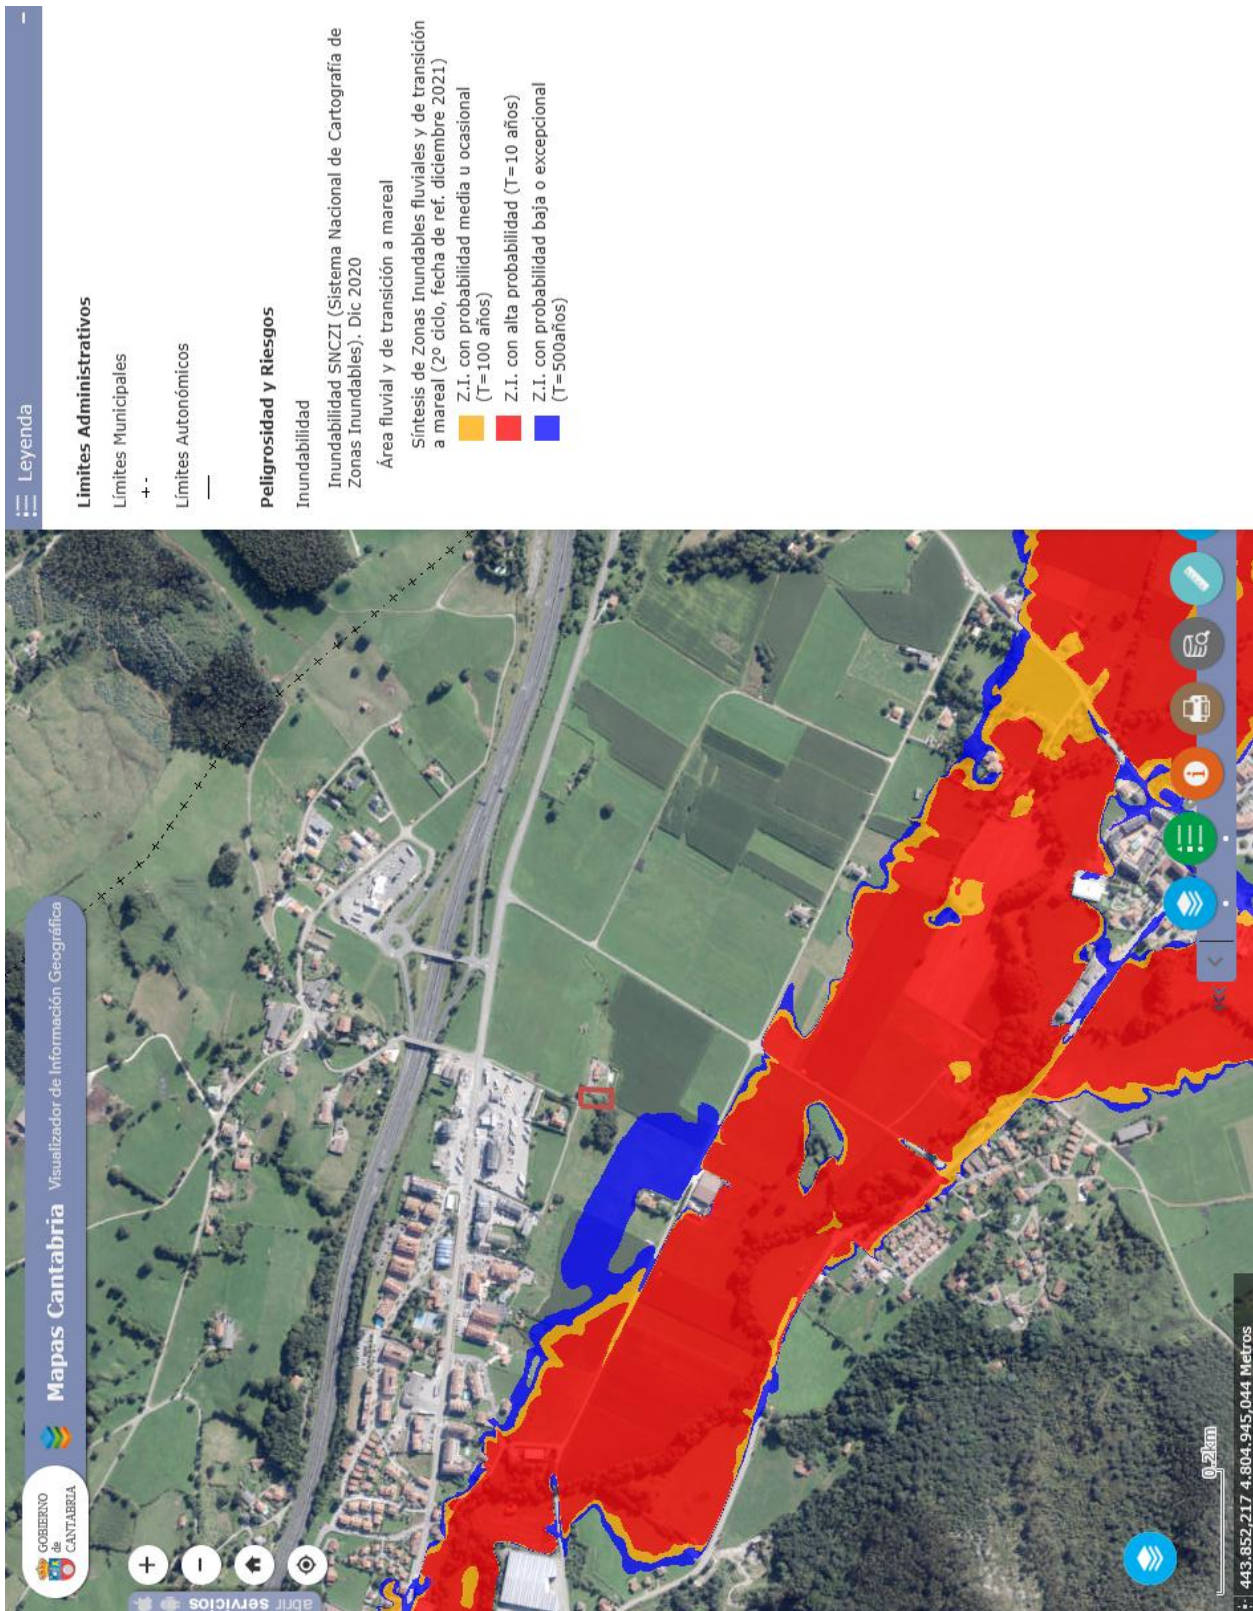 GOBIERNO
de
CANTABRIA
Mapas Cantabria Visualizador de Información Geográfica
abrir servicios
0.2km
443.852,217 4.804.945,044 Metros
Leyenda
Límites Administrativos
Límites Municipales
Límites Autonómicos
Peligrosidad y Riesgos
Inundabilidad
Inundabilidad SNCZI (Sistema Nacional de Cartografía de
Zonas Inundables). Dic 2020
Área fluvial y de transición a mareal
Síntesis de Zonas Inundables fluviales y de transición
a mareal (2º ciclo, fecha de ref. diciembre 2021)
Z.I. con probabilidad media u ocasional
(T=100 años)
Z.I. con alta probabilidad (T=10 años)
Z.I. con probabilidad baja o excepcional
(T=500años)